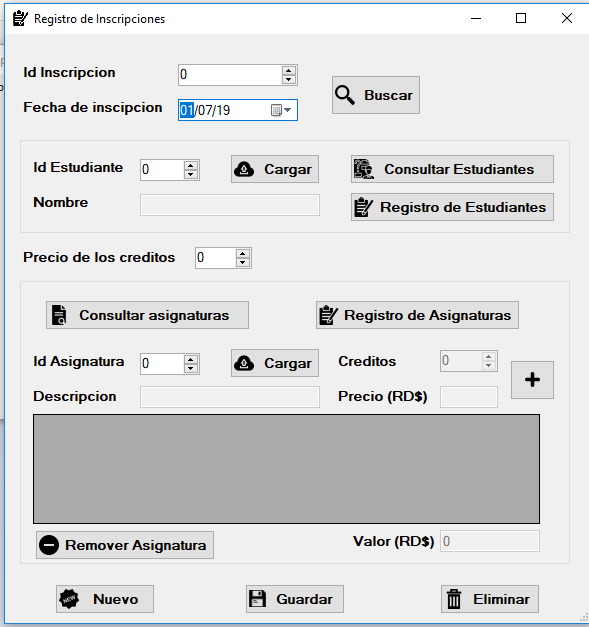 Registro de Inscripciones
Id Inscripcion 0
Buscar
Fecha de inscipcion 01/07/19
Id Estudiante 0 Cargar Consultar Estudiantes
Nombre Registro de Estudiantes
Precio de los creditos 0
Consultar asignaturas Registro de Asignaturas
Id Asignatura 0 Cargar Creditos 0
+
Descripcion Precio (RD$)
Remover Asignatura Valor (RD$) 0
NEW Nuevo Guardar Eliminar